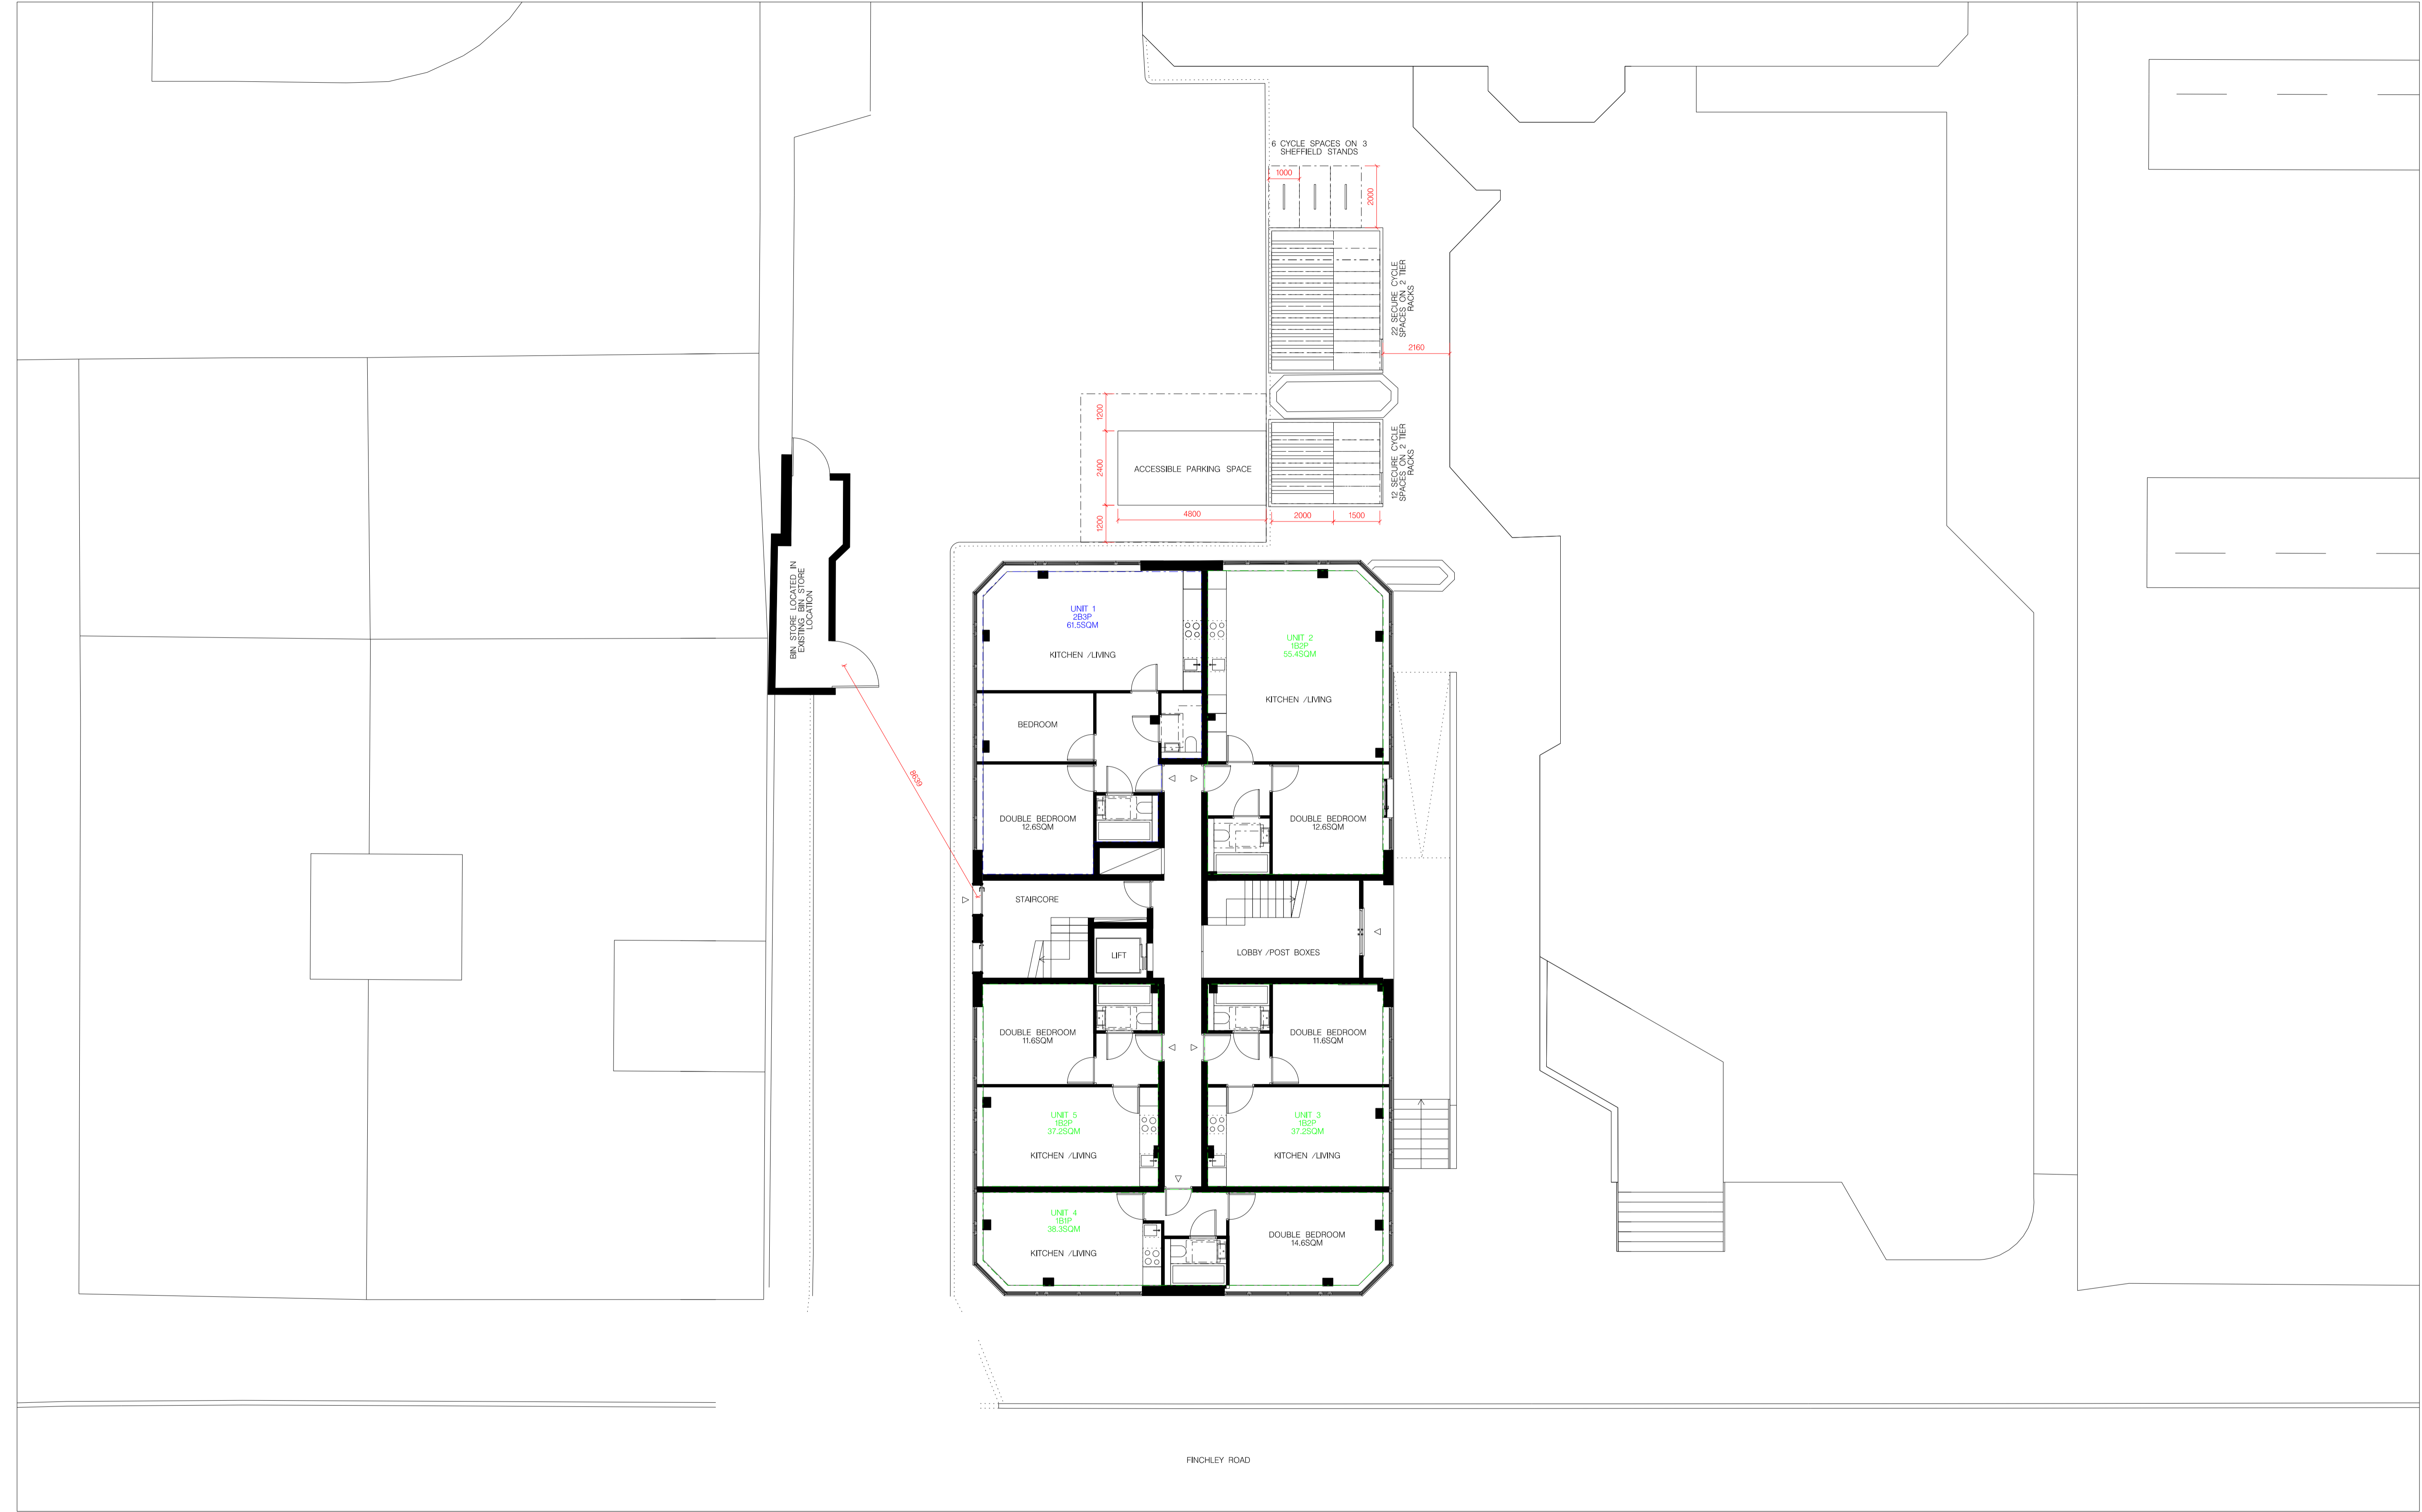 6 CYCLE SPACES ON 3
SHEFFIELD STANDS
1000
2000
22 SECURE CYCLE
SPACES ON 2 TIER
RACKS
2160
1200
2400
1200
ACCESSIBLE PARKING SPACE
4800
12 SECURE CYCLE
SPACES ON 2 TIER
RACKS
2000
1500
BIN STORE LOCATED IN
EXISTING BIN STORE
LOCATION
8639
UNIT 1
2B3P
61.5SQM
KITCHEN /LIVING
UNIT 2
1B2P
55.4SQM
KITCHEN /LIVING
BEDROOM
DOUBLE BEDROOM
12.6SQM
DOUBLE BEDROOM
12.6SQM
STAIRCORE
LIFT
LOBBY /POST BOXES
DOUBLE BEDROOM
11.6SQM
DOUBLE BEDROOM
11.6SQM
UNIT 5
1B2P
37.2SQM
KITCHEN /LIVING
UNIT 3
1B2P
37.2SQM
KITCHEN /LIVING
UNIT 4
1B1P
38.3SQM
KITCHEN /LIVING
DOUBLE BEDROOM
14.6SQM
FINCHLEY ROAD